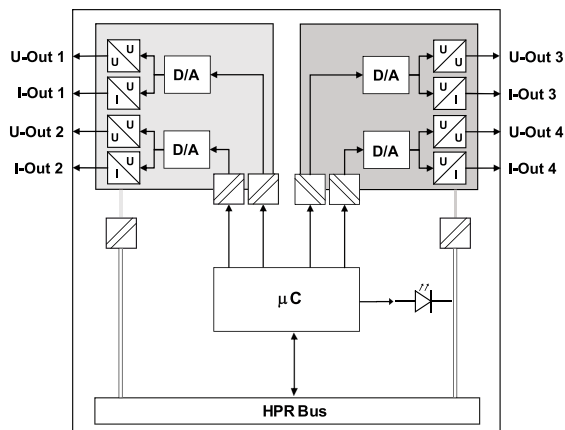 U-Out 1
U U
D/A
U U
U-Out 3
I-Out 1
U I
D/A
U I
I-Out 3
U-Out 2
U U
D/A
U U
U-Out 4
I-Out 2
U I
D/A
U I
I-Out 4
µC
HPR Bus